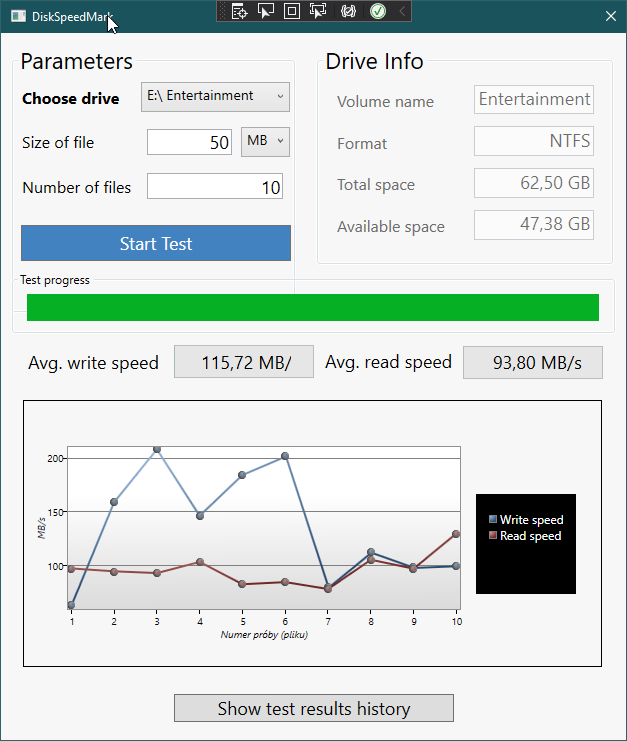 DiskSpeedMark
Parameters
Choose drive
E:\ Entertainment
Size of file
50
MB
Number of files
10
Start Test
Drive Info
Volume name
Entertainment
Format
NTFS
Total space
62,50 GB
Available space
47,38 GB
Test progress
Avg. write speed
115,72 MB/
Avg. read speed
93,80 MB/s
200
150
100
MB/s
1 2 3 4 5 6 7 8 9 10
Numer próby (pliku)
Write speed
Read speed
Show test results history